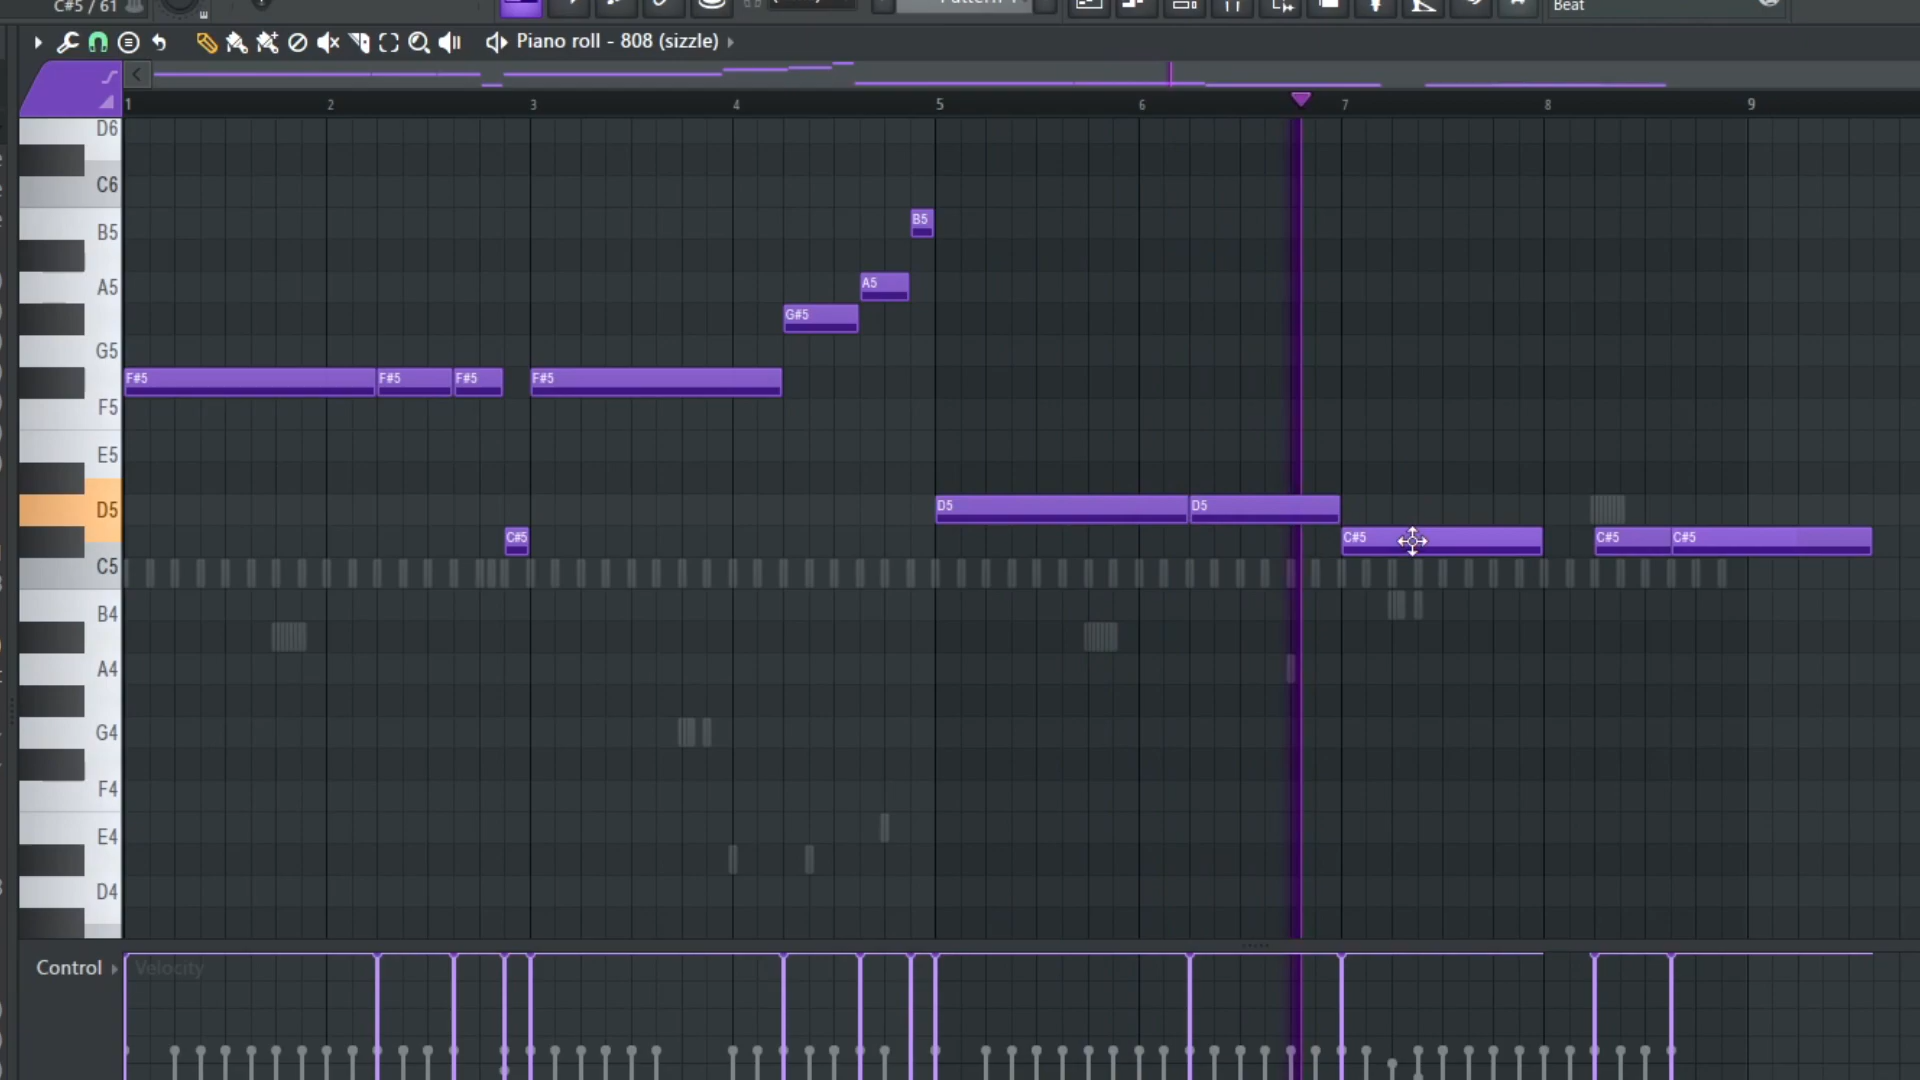 C#5 / 61
Beat
Piano roll - 808 (sizzle)
1 2 3 4 5 6 7 8 9
D6
C6
B5
B5
A5
A5
G#5
G5
F#5 F#5 F#5 F#5
F5
E5
D5
D5 D5
C#5 C#5 C#5 C#5
C5
B4
A4
G4
F4
E4
D4
Control Velocity